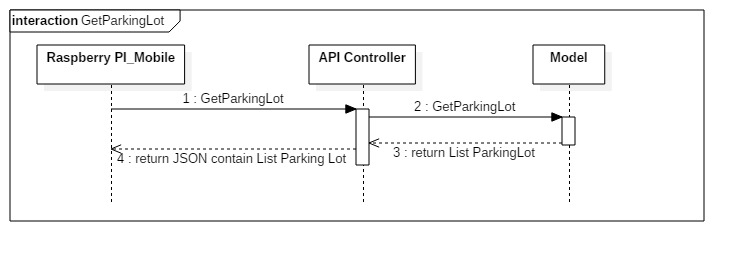 interaction GetParkingLot
Raspberry PI_Mobile
API Controller
Model
1 : GetParkingLot
2 : GetParkingLot
3 : return List ParkingLot
4 : return JSON contain List Parking Lot